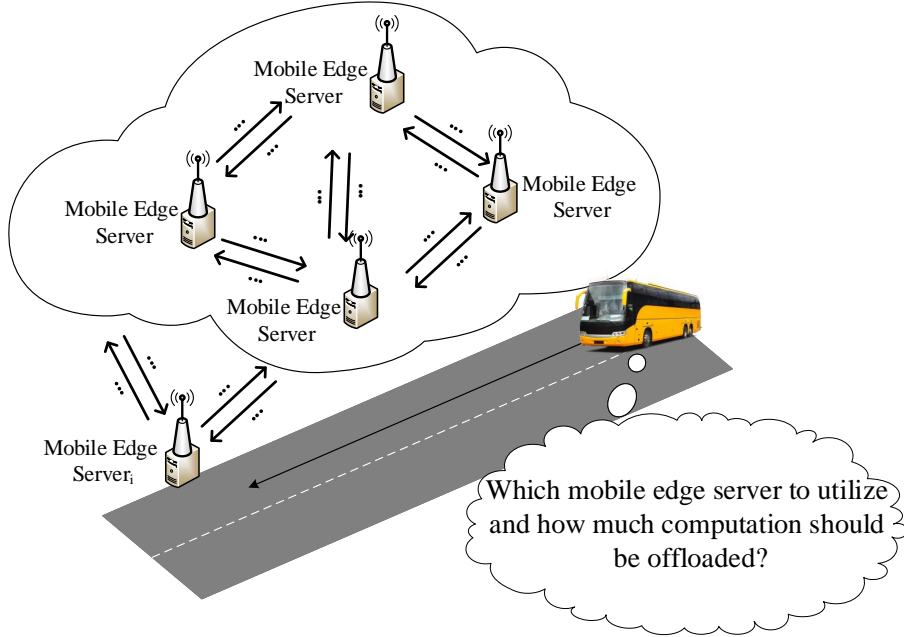 Mobile Edge
Server
Mobile Edge
Server
Mobile Edge
Server
Mobile Edge
Server
Mobile Edge
Serverᵢ
Which mobile edge server to utilize
and how much computation should
be offloaded?